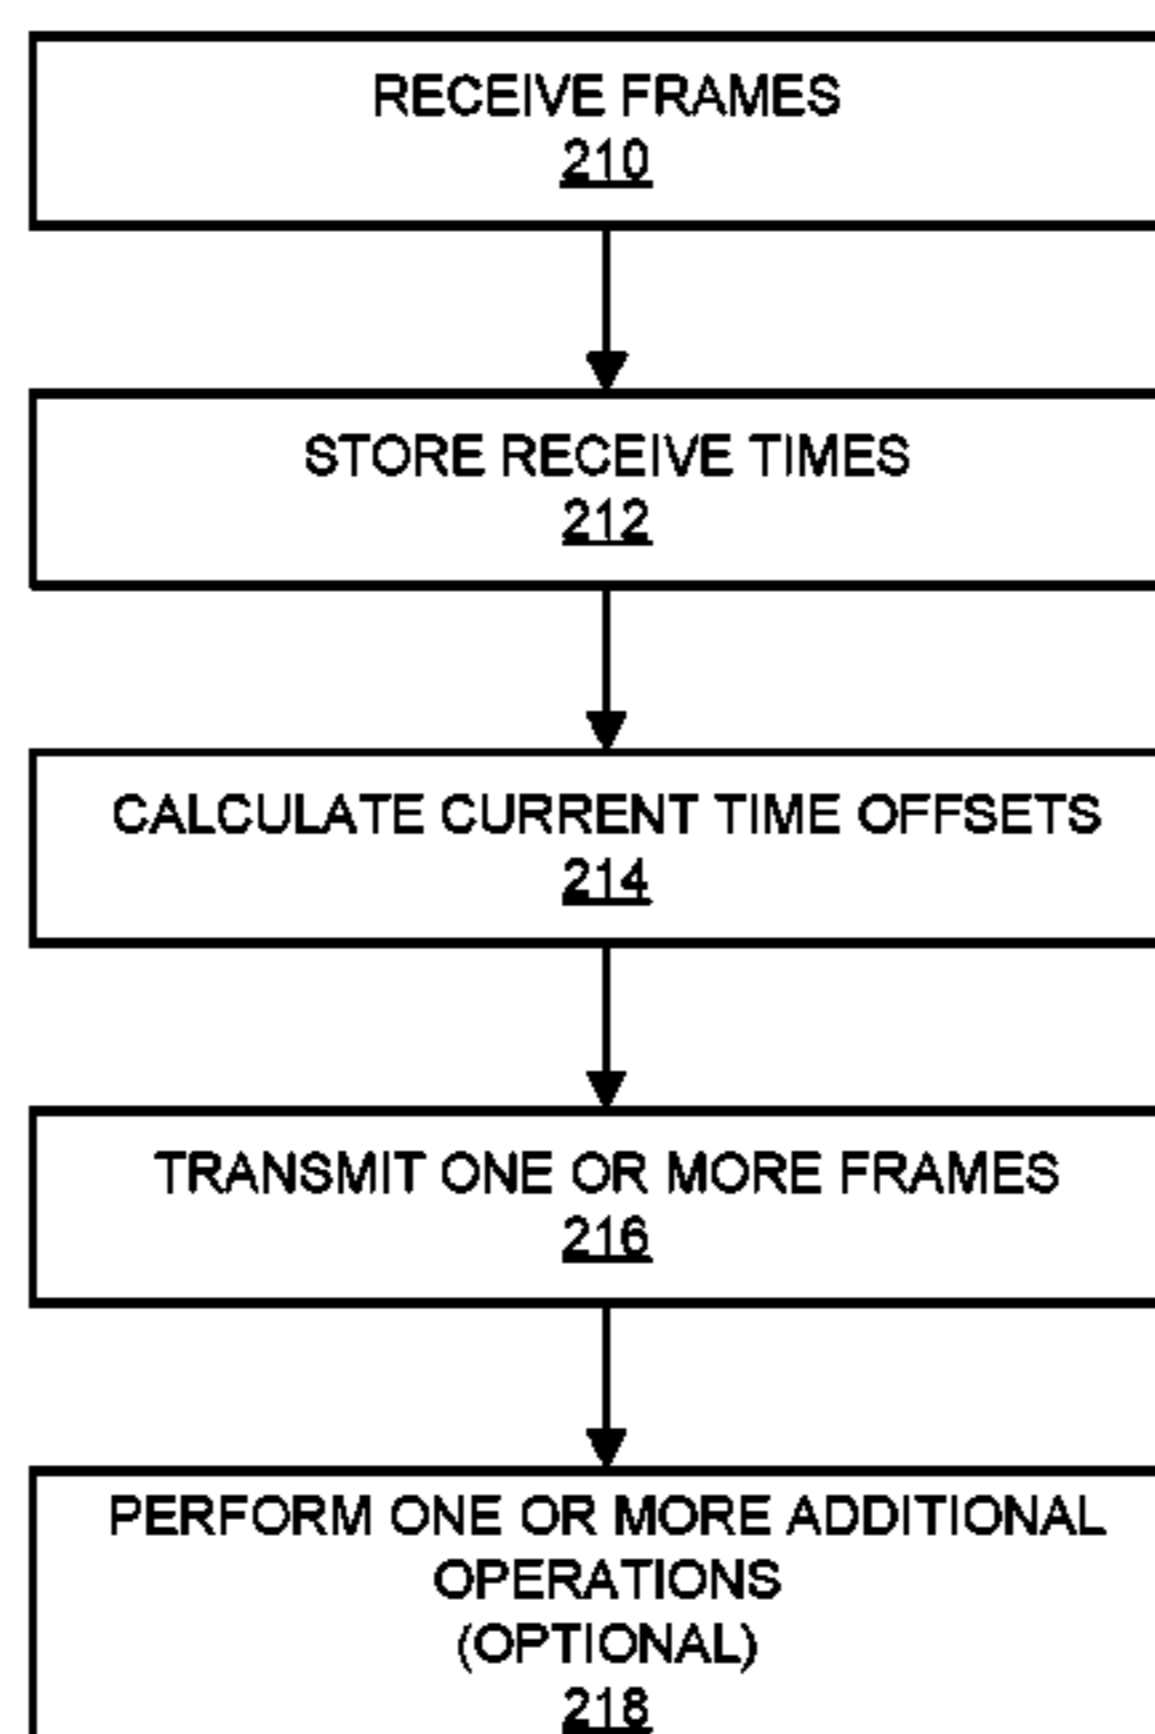 RECEIVE FRAMES
210
STORE RECEIVE TIMES
212
CALCULATE CURRENT TIME OFFSETS
214
TRANSMIT ONE OR MORE FRAMES
216
PERFORM ONE OR MORE ADDITIONAL
OPERATIONS
(OPTIONAL)
218